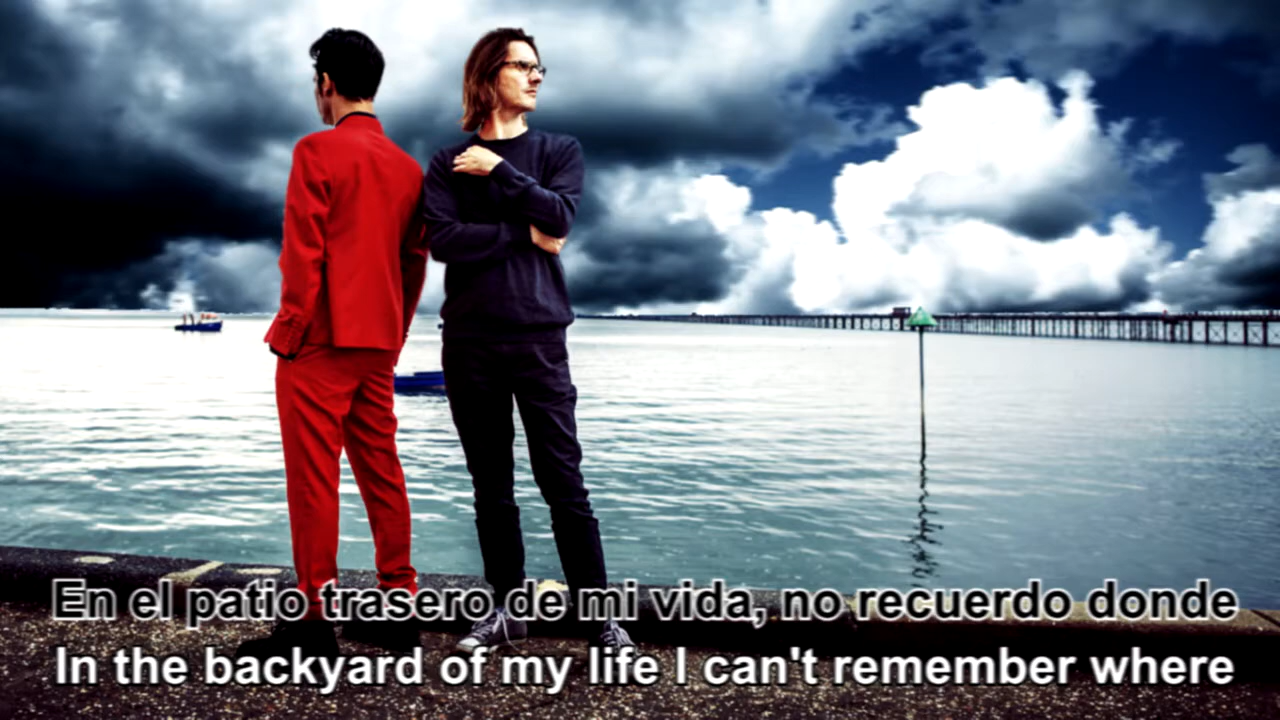 En el patio trasero de mi vida, no recuerdo donde
In the backyard of my life I can't remember where